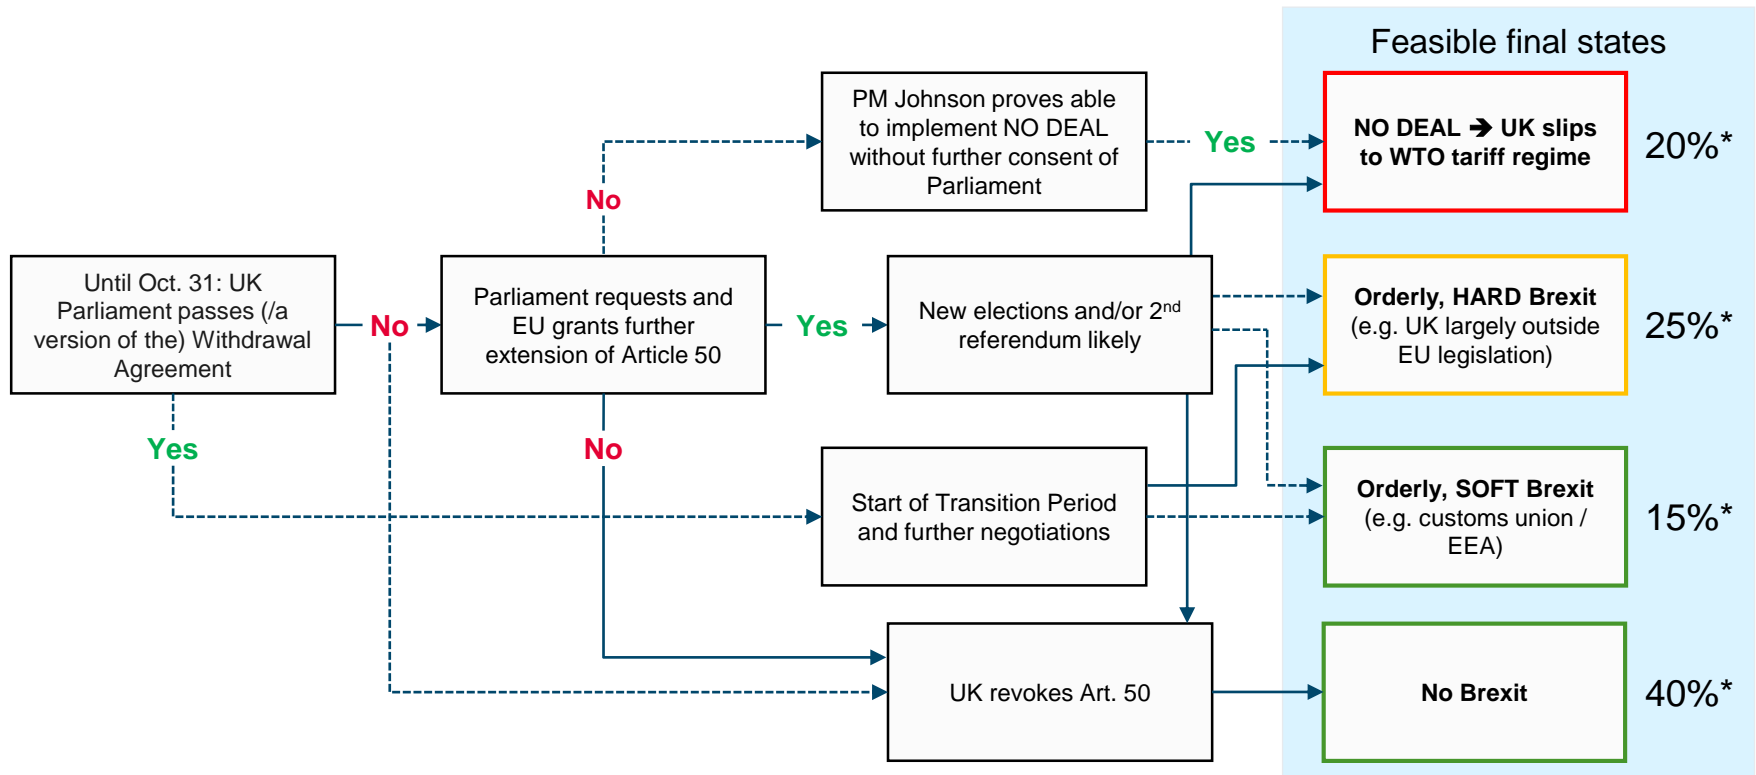 Feasible final states
PM Johnson proves able
to implement NO DEAL
without further consent of
Parliament
Yes
NO DEAL ➔ UK slips
to WTO tariff regime
20%*
No
Until Oct. 31: UK
Parliament passes (/a
version of the) Withdrawal
Agreement
No
Parliament requests and
EU grants further
extension of Article 50
Yes
New elections and/or 2nd
referendum likely
Orderly, HARD Brexit
(e.g. UK largely outside
EU legislation)
25%*
Yes
No
Start of Transition Period
and further negotiations
Orderly, SOFT Brexit
(e.g. customs union /
EEA)
15%*
UK revokes Art. 50
No Brexit
40%*